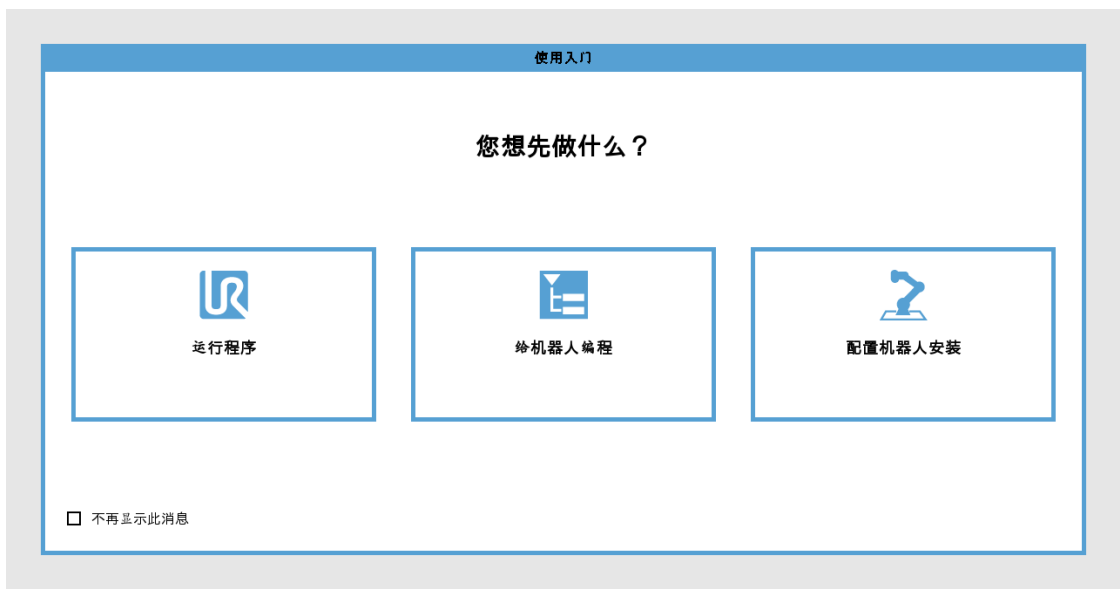 使用入门
您想先做什么？
运行程序
给机器人编程
配置机器人安装
不再显示此消息